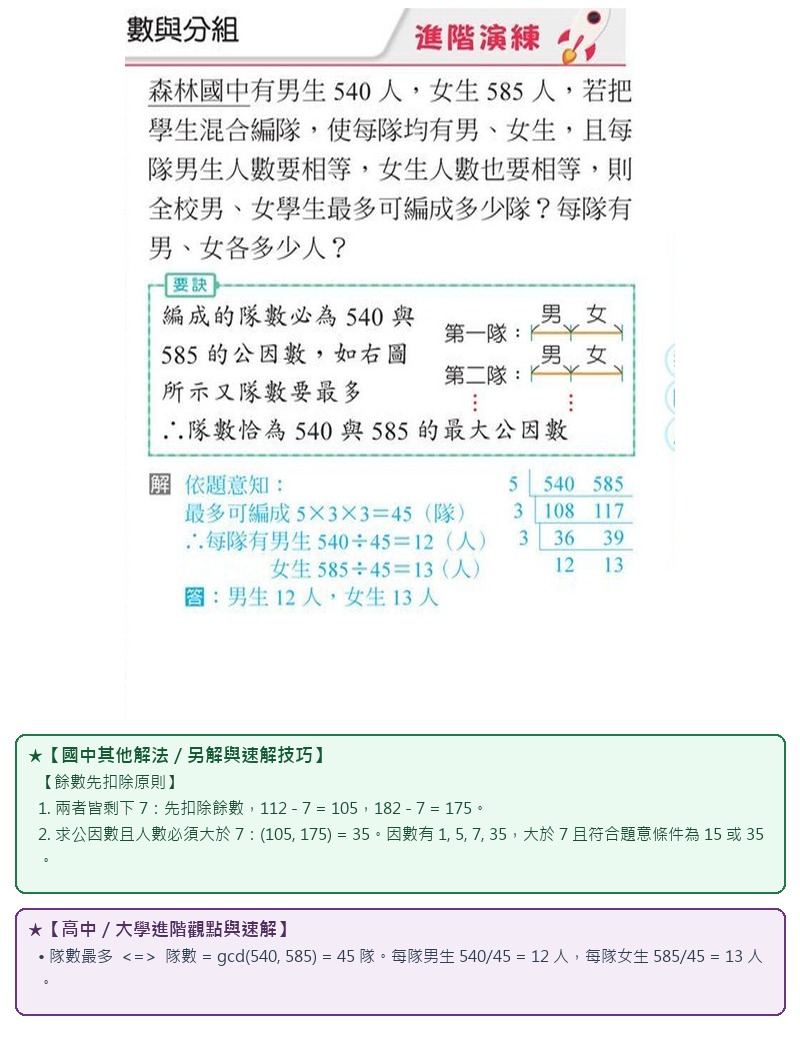 數與分組
進階演練
森林國中有男生 540 人，女生 585 人，若把
學生混合編隊，使每隊均有男、女生，且每
隊男生人數要相等，女生人數也要相等，則
全校男、女學生最多可編成多少隊？每隊有
男、女各多少人？
要訣
編成的隊數必為 540 與
585 的公因數，如右圖
所示又隊數要最多
∴隊數恰為 540 與 585 的最大公因數
男 女
第一隊：
男 女
第二隊：
⋮ ⋮
解 依題意知：
最多可編成 5×3×3＝45（隊）
∴每隊有男生 540÷45＝12（人）
女生 585÷45＝13（人）
答：男生 12 人，女生 13 人
5 540 585
3 108 117
3 36 39
12 13
★【國中其他解法 / 另解與速解技巧】
【餘數先扣除原則】
1. 兩者皆剩下 7：先扣除餘數，112 - 7 = 105，182 - 7 = 175。
2. 求公因數且人數必須大於 7：(105, 175) = 35。因數有 1, 5, 7, 35，大於 7 且符合題意條件為 15 或 35
。
★【高中 / 大學進階觀點與速解】
• 隊數最多 <=> 隊數 = gcd(540, 585) = 45 隊。每隊男生 540/45 = 12 人，每隊女生 585/45 = 13 人
。